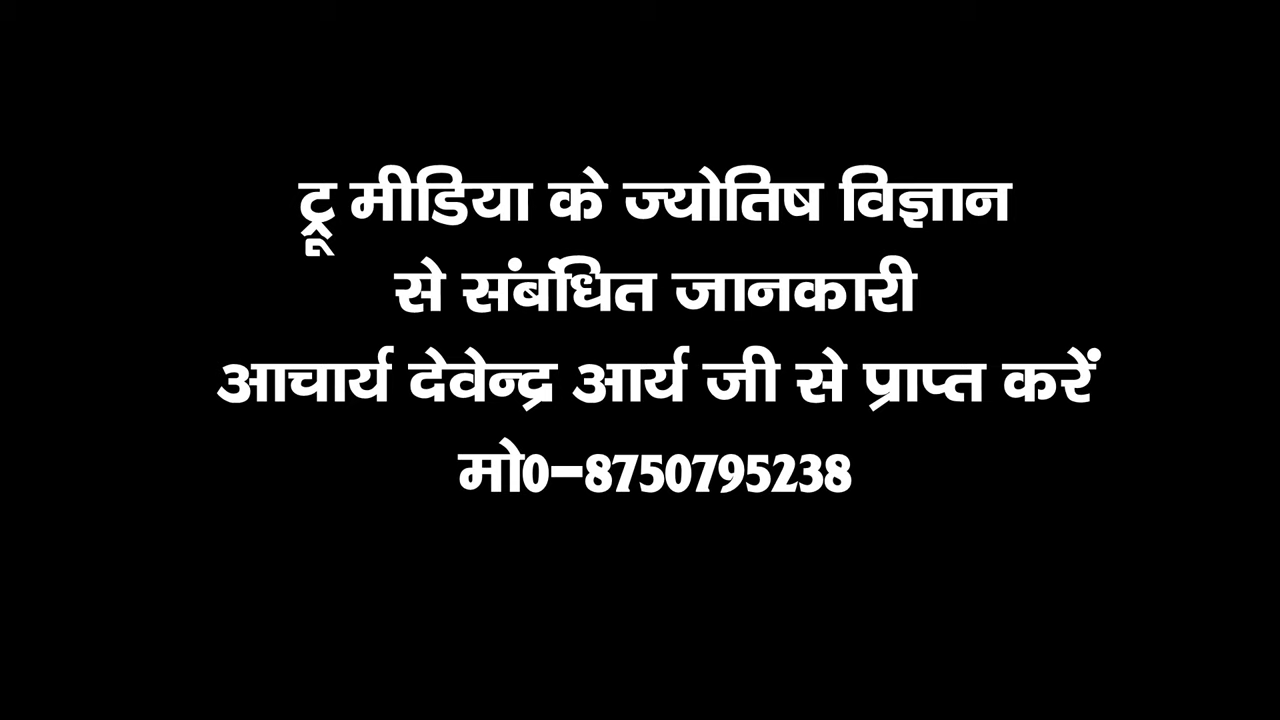 ट्रू मीडिया के ज्योतिष विज्ञान
से संबंधित जानकारी
आचार्य देवेन्द्र आर्य जी से प्राप्त करें
मो0-8750795238